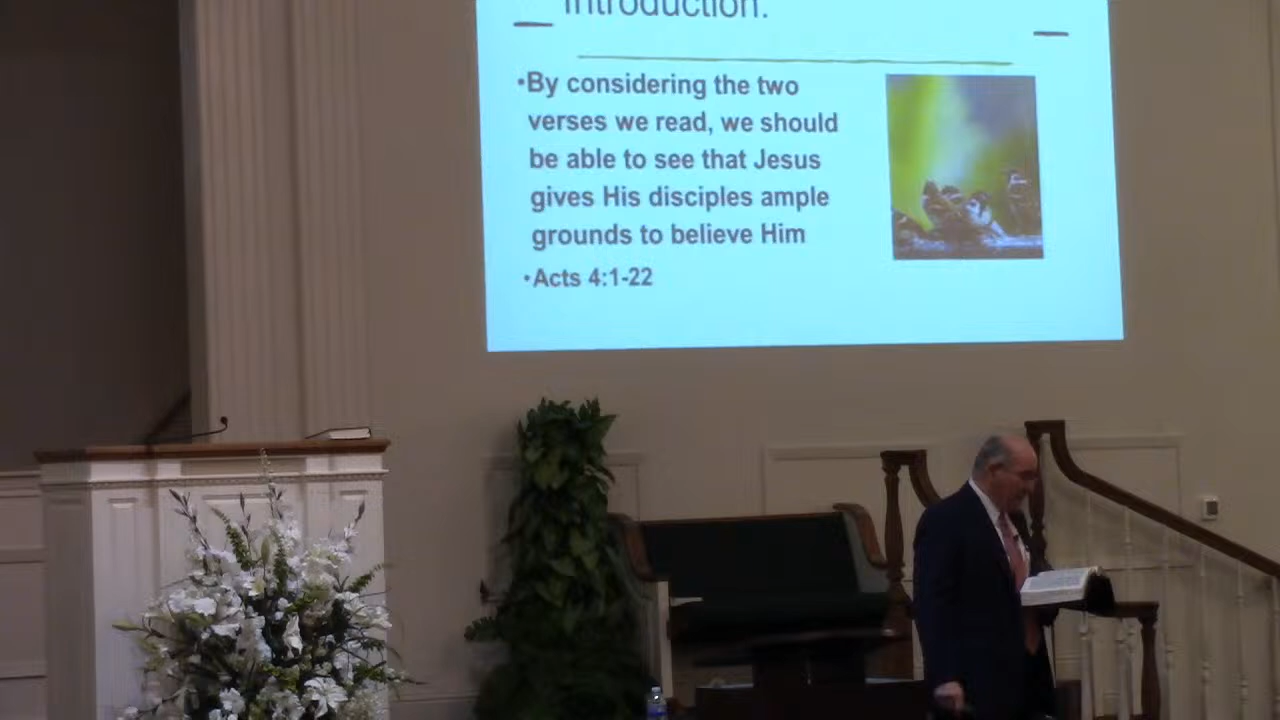 Introduction:
•By considering the two
verses we read, we should
be able to see that Jesus
gives His disciples ample
grounds to believe Him
•Acts 4:1-22